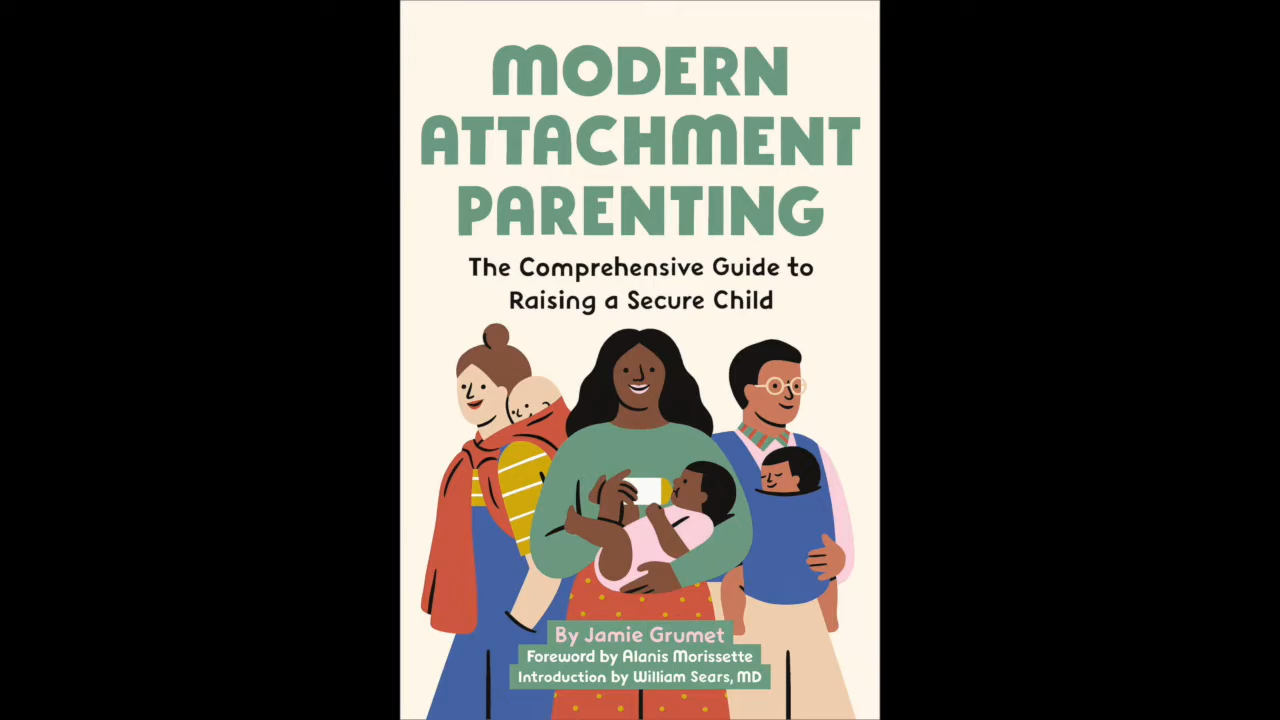 MODERN
ATTACHMENT
PARENTING
The Comprehensive Guide to
Raising a Secure Child
By Jamie Grumet
Foreword by Alanis Morissette
Introduction by William Sears, MD